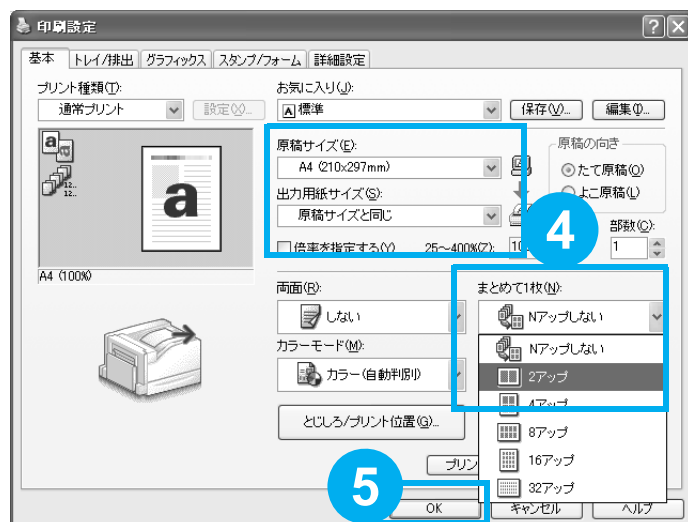 印刷設定
基本 トレイ/排出 グラフィックス スタンプ/フォーム 詳細設定
プリント種類(T):
通常プリント 設定(X)...
お気に入り(J):
標準 保存(V)... 編集(I)...
原稿サイズ(E):
A4 (210x297mm)
出力用紙サイズ(S):
原稿サイズと同じ
倍率を指定する(Y) 25～400%(Z):
原稿の向き
たて原稿(O)
よこ原稿(L)
部数(C):
1
4
a
a
12..
12..
a
A4 (100%)
両面(R):
しない
カラーモード(M):
カラー(自動判別)
とじしろ/プリント位置(G)...
まとめて1枚(N):
Nアップしない
Nアップしない
2アップ
4アップ
8アップ
16アップ
32アップ
プリン
5
OK キャンセル ヘルプ